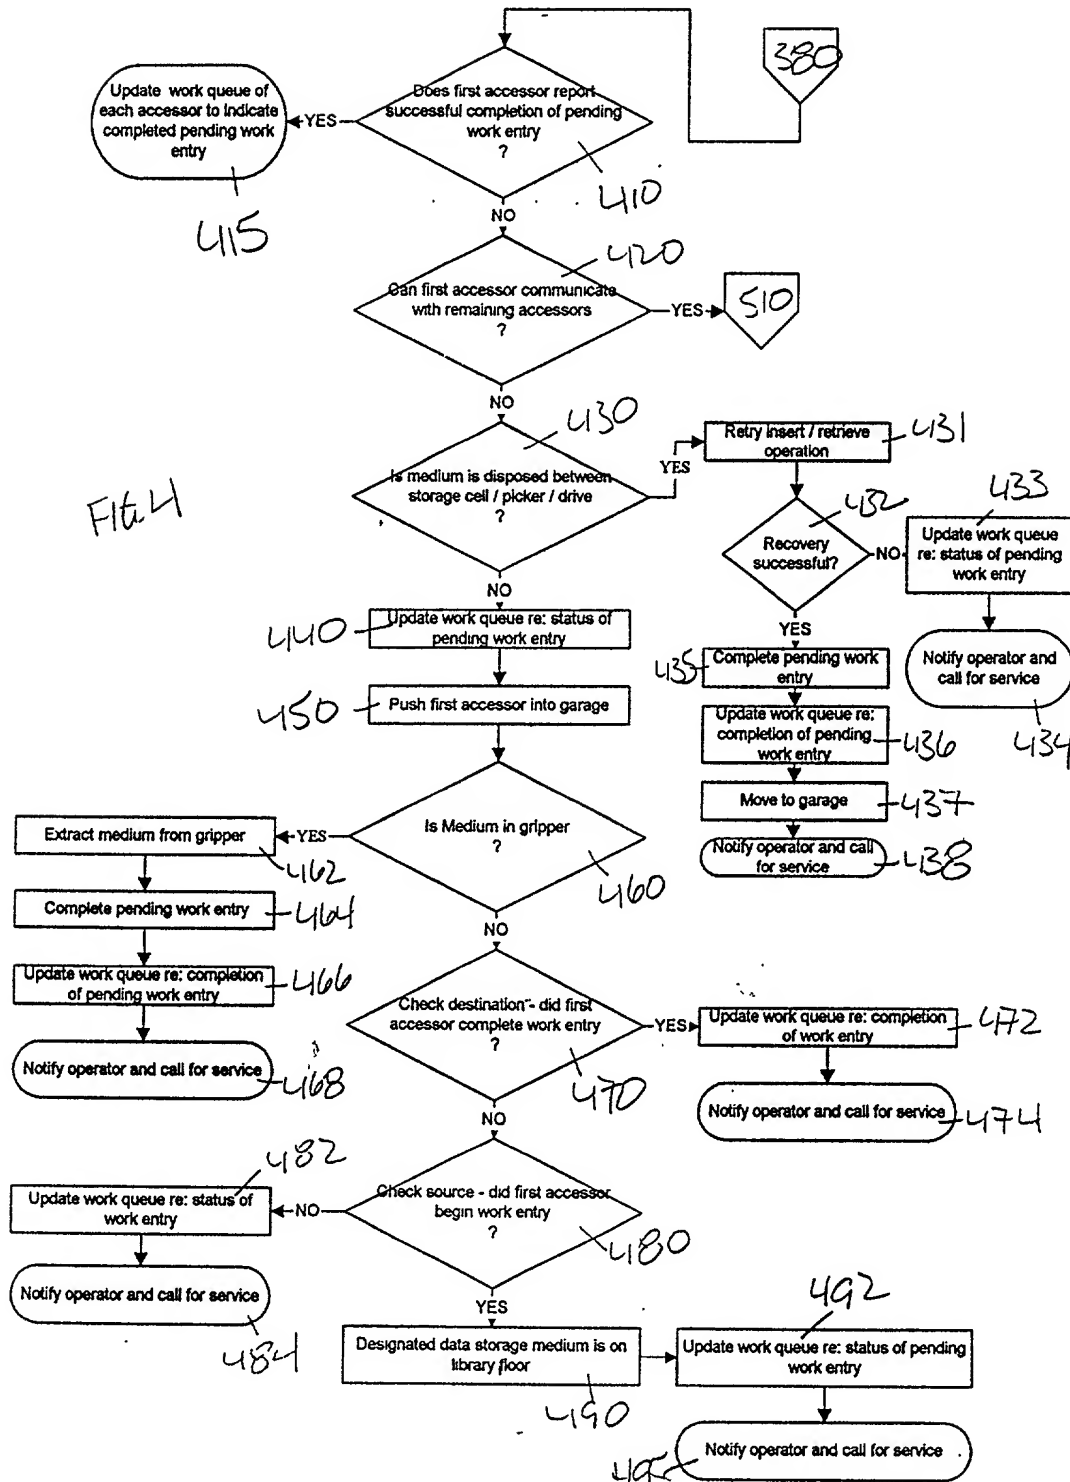 380
Does first accessor report
successful completion of pending
work entry
?
410
YES
Update work queue of
each accessor to indicate
completed pending work
entry
415
NO
420
Can first accessor communicate
with remaining accessors
?
YES
510
NO
430
Is medium is disposed between
storage cell / picker / drive
?
YES
Retry insert / retrieve
operation
431
432
Recovery
successful?
NO
433
Update work queue
re: status of pending
work entry
Notify operator and
call for service
434
YES
435
Complete pending work
entry
Update work queue re:
completion of pending
work entry
436
Move to garage
437
Notify operator and call
for service
438
FIG. 4
NO
440
Update work queue re: status of
pending work entry
450
Push first accessor into garage
Is Medium in gripper
?
460
YES
Extract medium from gripper
462
Complete pending work entry
464
Update work queue re: completion
of pending work entry
466
Notify operator and call for service
468
NO
Check destination - did first
accessor complete work entry
?
470
YES
Update work queue re: completion
of work entry
472
Notify operator and call for service
474
NO
Check source - did first accessor
begin work entry
?
480
NO
482
Update work queue re: status of
work entry
Notify operator and call for service
484
YES
Designated data storage medium is on
library floor
490
492
Update work queue re: status of pending
work entry
Notify operator and call for service
495